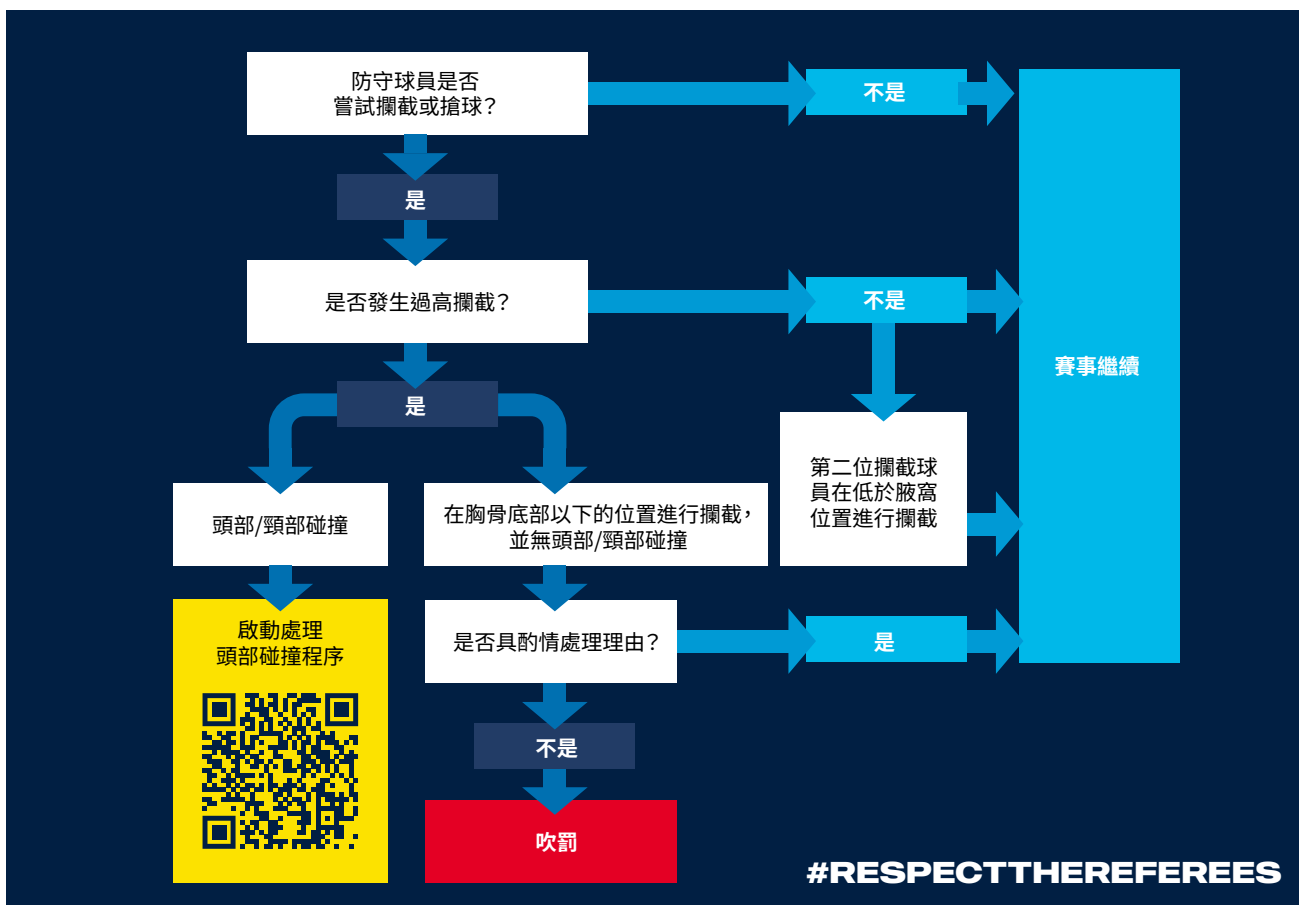 防守球員是否
嘗試攔截或搶球？
不是
是
是否發生過高攔截？
不是
賽事繼續
是
第二位攔截球
員在低於腋窩
位置進行攔截
頭部/頸部碰撞
在胸骨底部以下的位置進行攔截，
並無頭部/頸部碰撞
啟動處理
頭部碰撞程序
是否具酌情處理理由？
是
不是
吹罰
#RESPECTTHEREFEREES